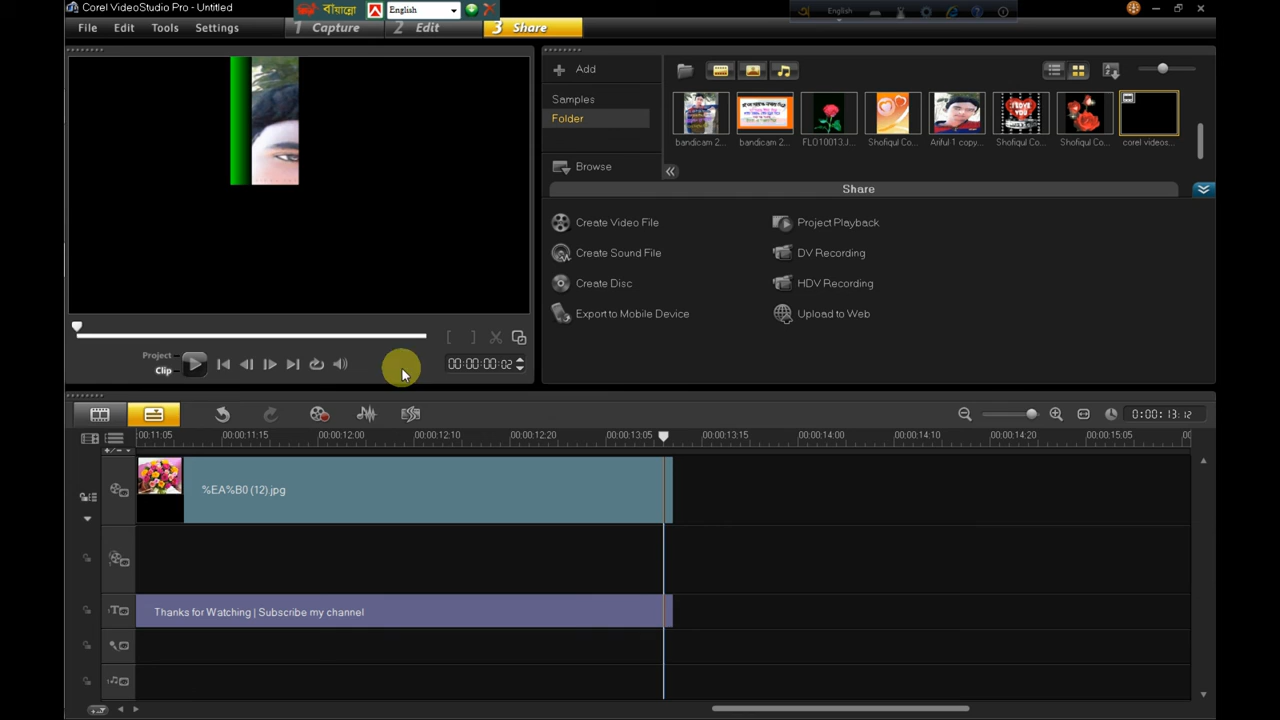 Corel VideoStudio Pro - Untitled
বায়ান্নো
English
English
File
Edit
Tools
Settings
1 Capture
2 Edit
3 Share
Add
Samples
Folder
Browse
bandicam 2...
bandicam 2...
FLO10013.J...
Shofiqul Co...
Ariful 1 copy...
Shofiqul Co...
Shofiqul Co...
corel videos...
Share
Create Video File
Project Playback
Create Sound File
DV Recording
Create Disc
HDV Recording
Export to Mobile Device
Upload to Web
Project
Clip
00:00:00:02
0:00:13:12
00:11:05
00:00:11:15
00:00:12:00
00:00:12:10
00:00:12:20
00:00:13:05
00:00:13:15
00:00:14:00
00:00:14:10
00:00:14:20
00:00:15:05
%EA%B0 (12).jpg
Thanks for Watching | Subscribe my channel